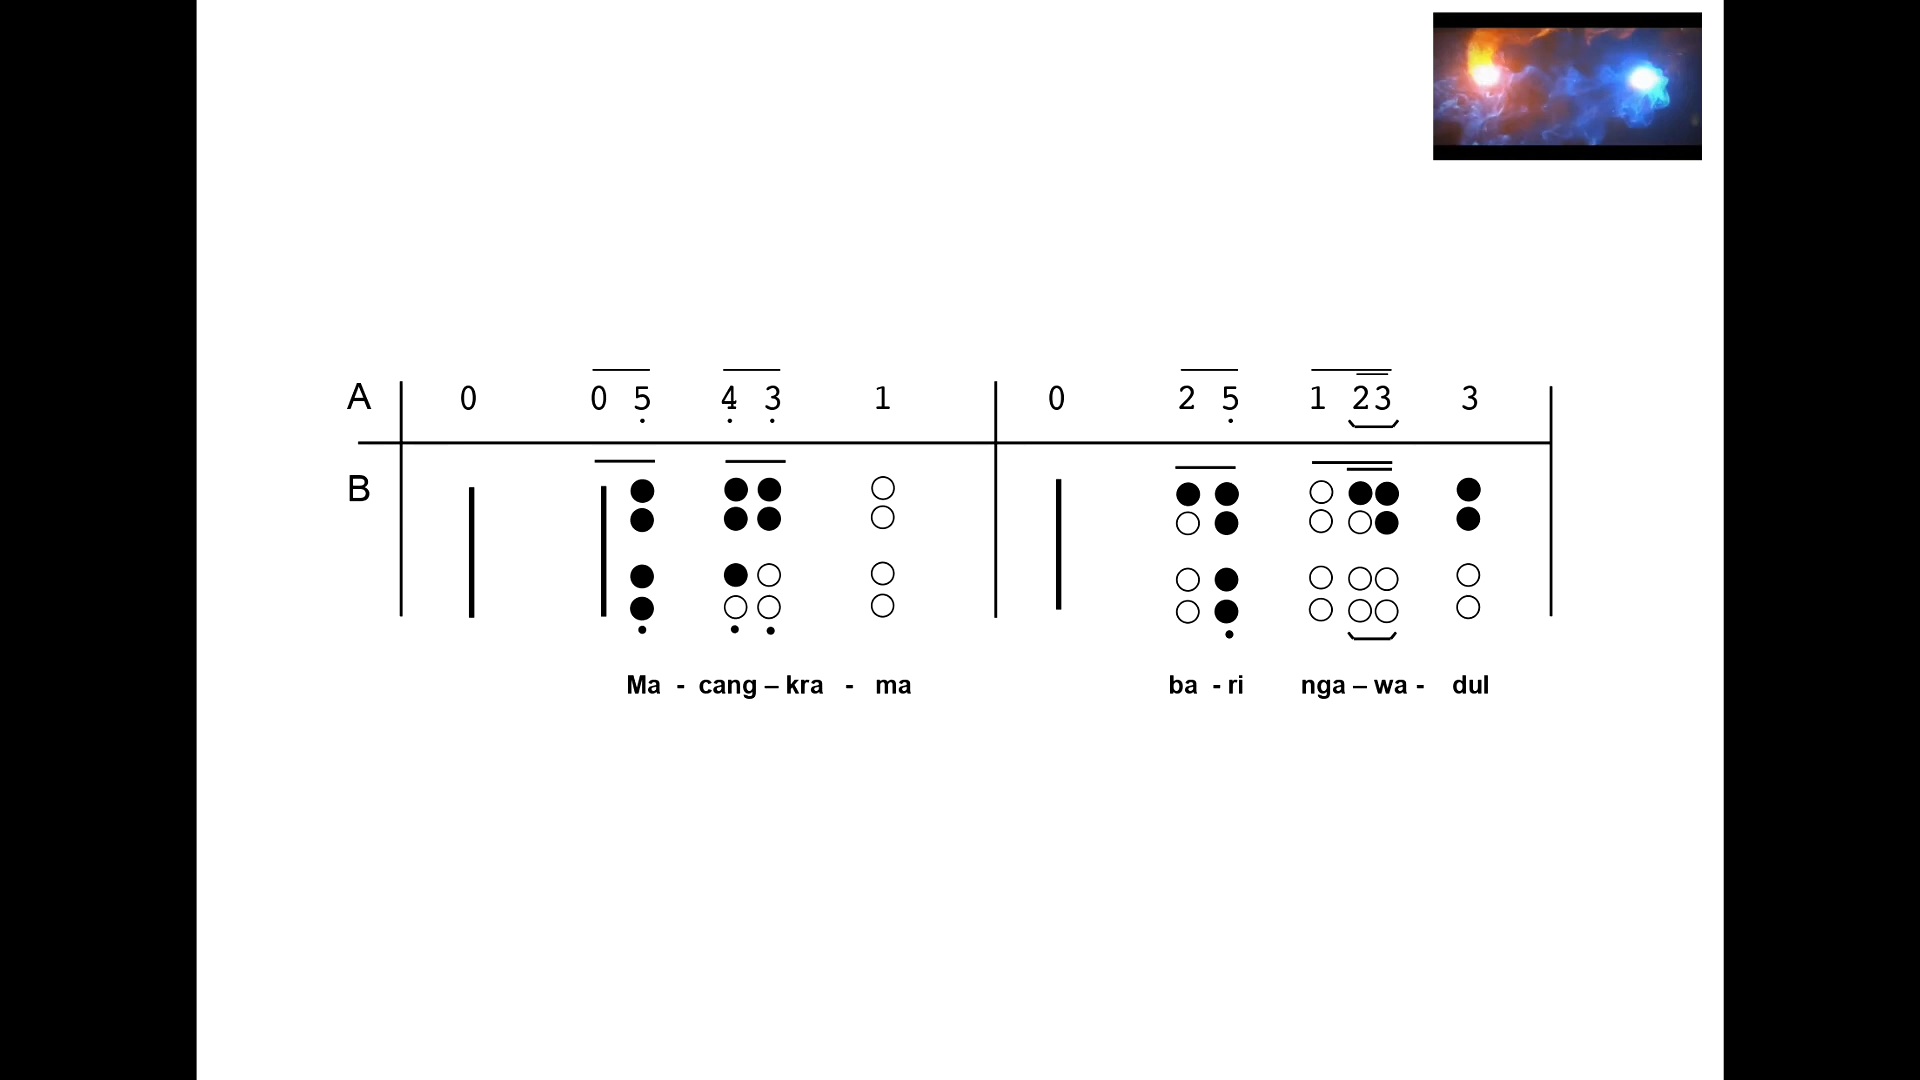 A 0 0 5 4 3 1 0 2 5 1 23 3
B
Ma - cang – kra - ma ba - ri nga – wa - dul